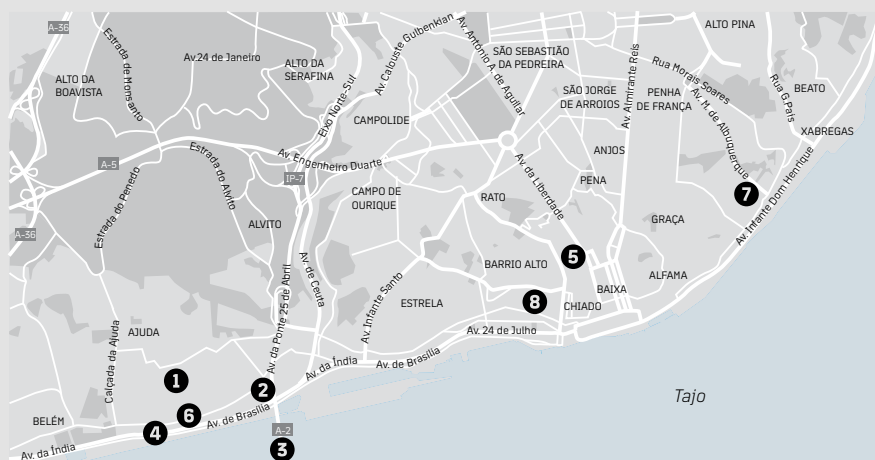 A-36
Estrada de Monsanto
Av.24 de Janeiro
ALTO DA
SERAFINA
ALTO DA
BOAVISTA
Eixo Norte-Sul
Av. Calouste Gulbenkian
Av. António A. de Aguilar
SÃO SEBASTIÃO
DA PEDREIRA
ALTO PINA
Av. Almirante Reis
Rua Morais Soares
SÃO JORGE
DE ARROIOS
PENHA
DE FRANÇA
Av. M. de Albuquerque
Rua G.Pais
BEATO
XABREGAS
CAMPOLIDE
A-5
Estrada do Alvito
Av. Engenheiro Duarte
IP-7
ANJOS
PENA
Av. da Liberdade
RATO
CAMPO DE
OURIQUE
7
Estrada do Penedo
A-36
ALVITO
GRAÇA
Av. Infante Dom Henrique
5
BARRIO ALTO
ALFAMA
BAIXA
8
CHIADO
Av. de Ceuta
Av. da Ponte 25 de Abril
Av. Infante Santo
ESTRELA
Av. 24 de Julho
AJUDA
Calçada da Ajuda
Av. da Índia
Av. de Brasília
1
2
Tajo
6
Av. de Brasília
BELÉM
4
A-2
3
Av. da Índia